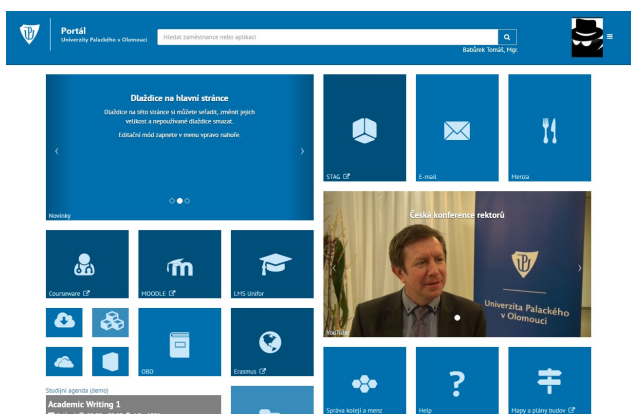 Portál
Univerzity Palackého v Olomouci
Hledat zaměstnance nebo aplikaci
Babůrek Tomáš, Mgr.
Dlaždice na hlavní stránce
Dlaždice na této stránce si můžete seřadit, změnit jejich
velikost a nepoužívané dlaždice smazat.
Editační mód zapnete v menu vpravo nahoře.
Novinky
STAG
E-mail
Menza
Česká konference rektorů
Univerzita Palackého
v Olomouci
YouTube
Courseware
MOODLE
LMS Unifor
OBD
Erasmus
Studijní agenda (demo)
Academic Writing 1
Správa kolejí a menz
Help
Mapy a plány budov